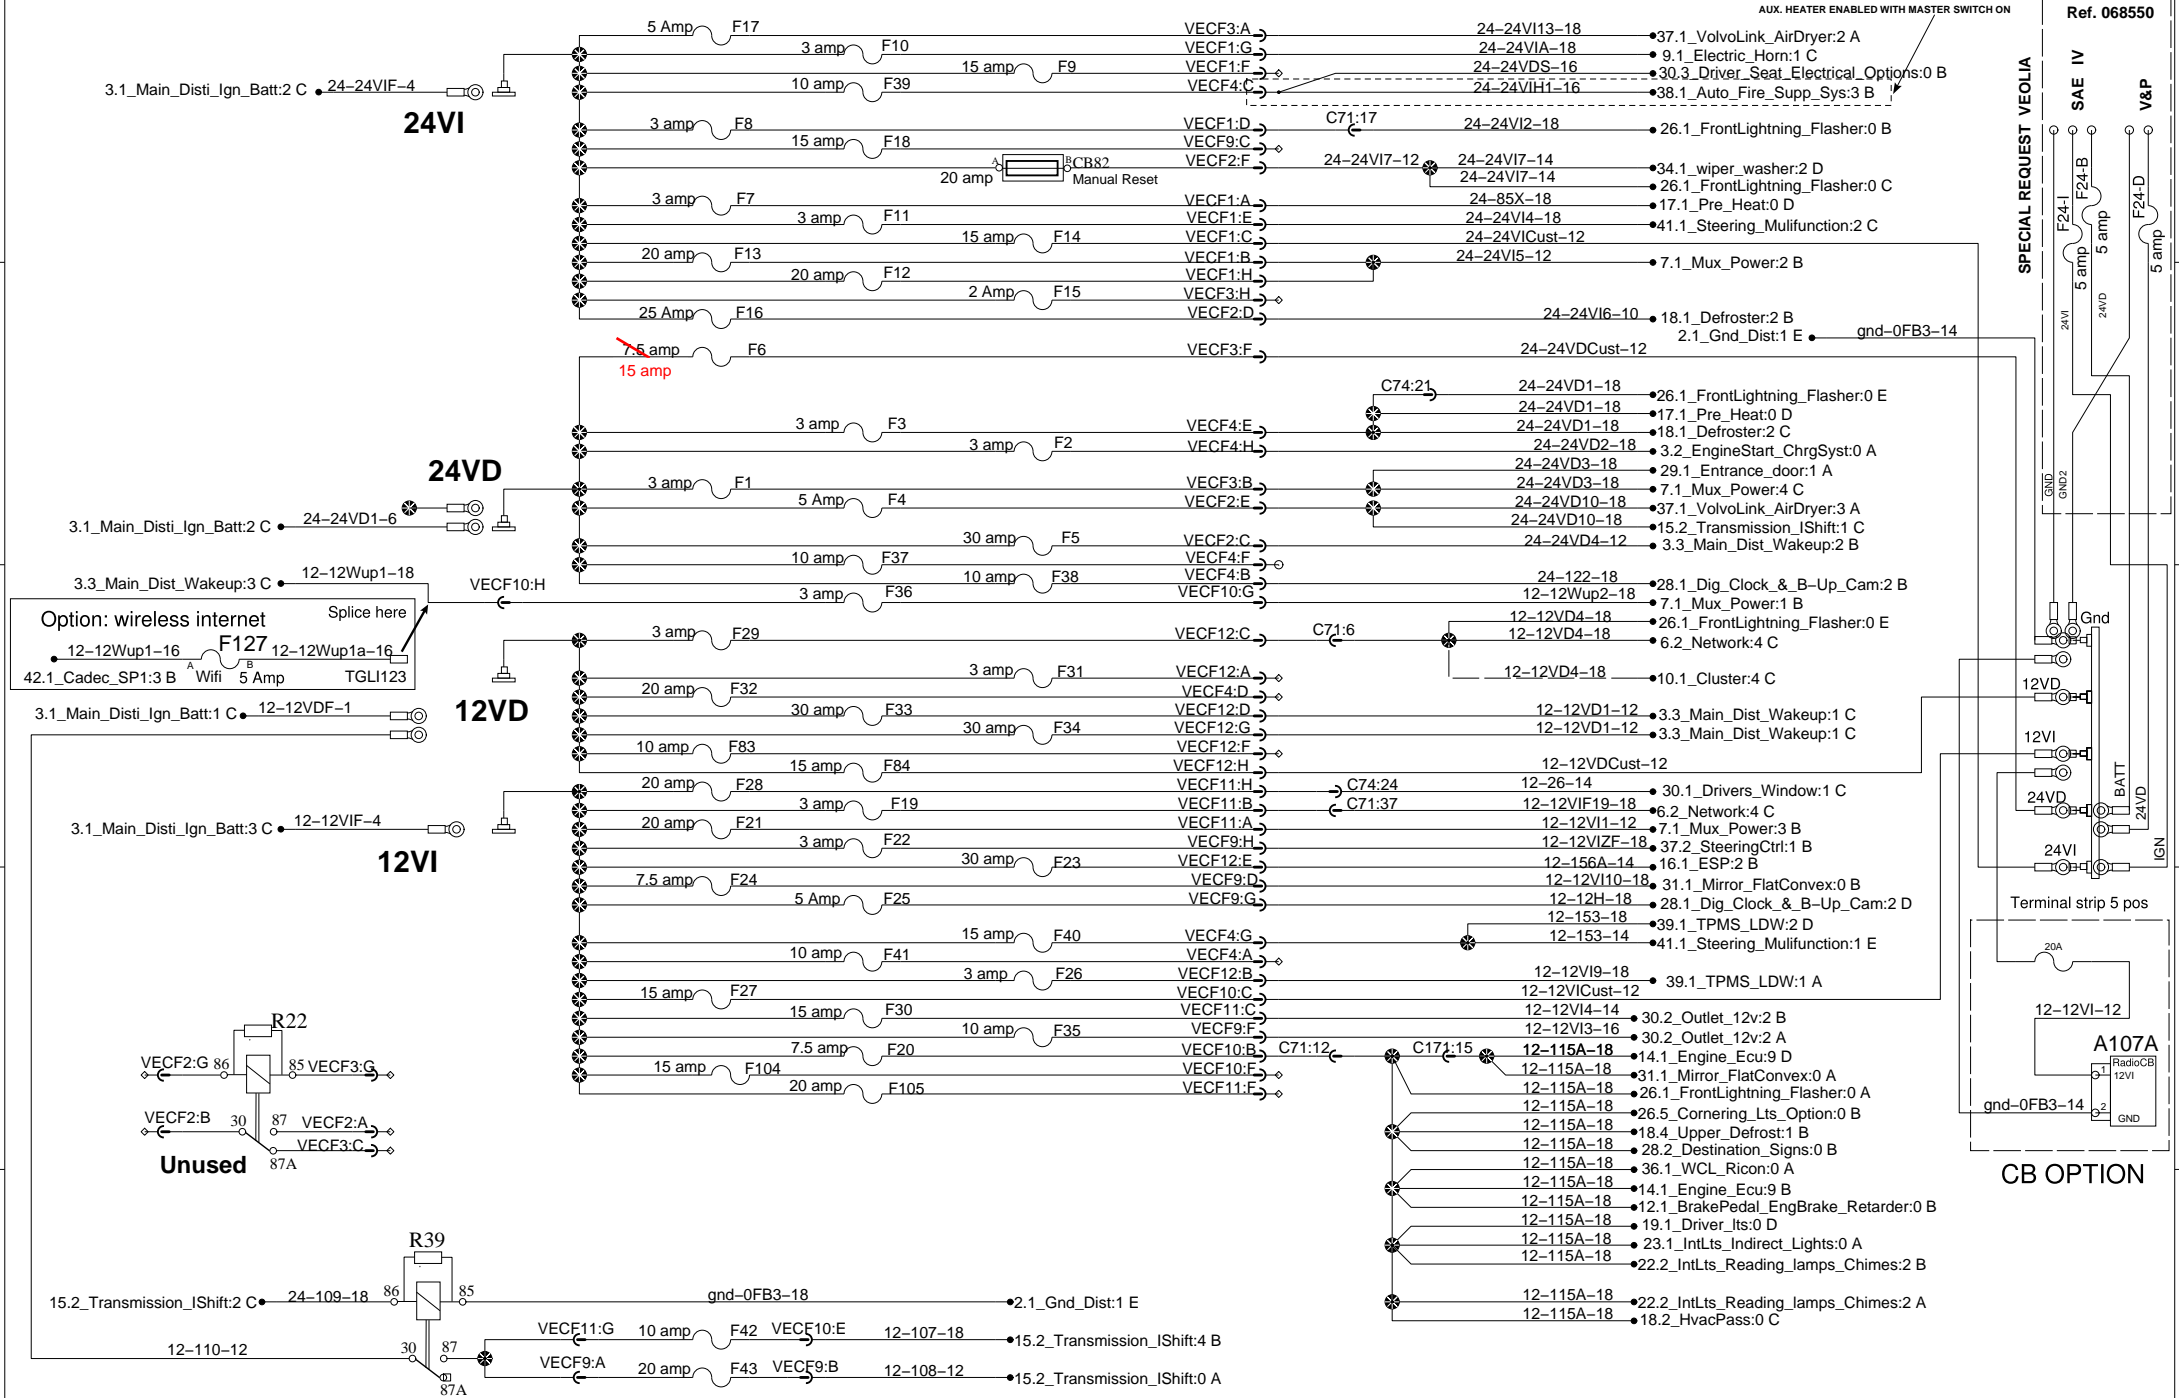 AUX. HEATER ENABLED WITH MASTER SWITCH ON
Ref. 068550
5 Amp F17 VECF3:A 24-24VI13-18 37.1_VolvoLink_AirDryer:2 A
3 amp F10 VECF1:G 24-24VIA-18 9.1_Electric_Horn:1 C
15 amp F9 VECF1:F 24-24VDS-16 30.3_Driver_Seat_Electrical_Options:0 B
3.1_Main_Disti_Ign_Batt:2 C 24-24VIF-4 10 amp F39 VECF4:C 24-24VIH1-16 38.1_Auto_Fire_Supp_Sys:3 B
24VI
3 amp F8 VECF1:D C71:17 24-24VI2-18 26.1_FrontLightning_Flasher:0 B
15 amp F18 VECF9:C
20 amp A B CB82 Manual Reset VECF2:F 24-24VI7-12 24-24VI7-14 34.1_wiper_washer:2 D
24-24VI7-14 26.1_FrontLightning_Flasher:0 C
3 amp F7 VECF1:A 24-85X-18 17.1_Pre_Heat:0 D
3 amp F11 VECF1:E 24-24VI4-18 41.1_Steering_Mulifunction:2 C
15 amp F14 VECF1:C 24-24VICust-12
20 amp F13 VECF1:B 24-24VI5-12 7.1_Mux_Power:2 B
20 amp F12 VECF1:H
2 Amp F15 VECF3:H
25 Amp F16 VECF2:D 24-24VI6-10 18.1_Defroster:2 B
2.1_Gnd_Dist:1 E gnd-0FB3-14
7.5 amp F6 VECF3:F 24-24VDCust-12
15 amp
C74:21 24-24VD1-18 26.1_FrontLightning_Flasher:0 E
24-24VD1-18 17.1_Pre_Heat:0 D
3 amp F3 VECF4:E 24-24VD1-18 18.1_Defroster:2 C
3 amp F2 VECF4:H 24-24VD2-18 3.2_EngineStart_ChrgSyst:0 A
24VD
24-24VD3-18 29.1_Entrance_door:1 A
3 amp F1 VECF3:B 24-24VD3-18 7.1_Mux_Power:4 C
5 Amp F4 VECF2:E 24-24VD10-18 37.1_VolvoLink_AirDryer:3 A
3.1_Main_Disti_Ign_Batt:2 C 24-24VD1-6 24-24VD10-18 15.2_Transmission_IShift:1 C
30 amp F5 VECF2:C 24-24VD4-12 3.3_Main_Dist_Wakeup:2 B
10 amp F37 VECF4:F
3.3_Main_Dist_Wakeup:3 C 12-12Wup1-18 10 amp F38 VECF4:B 24-122-18 28.1_Dig_Clock_&_B-Up_Cam:2 B
VECF10:H 3 amp F36 VECF10:G 12-12Wup2-18 7.1_Mux_Power:1 B
Option: wireless internet Splice here
12-12Wup1-16 F127 12-12Wup1a-16
A B
42.1_Cadec_SP1:3 B Wifi 5 Amp TGLI123
12-12VD4-18 26.1_FrontLightning_Flasher:0 E
3 amp F29 VECF12:C C71:6 12-12VD4-18 6.2_Network:4 C
3 amp F31 VECF12:A 12-12VD4-18 10.1_Cluster:4 C
20 amp F32 VECF4:D
12VD
3.1_Main_Disti_Ign_Batt:1 C 12-12VDF-1 30 amp F33 VECF12:D 12-12VD1-12 3.3_Main_Dist_Wakeup:1 C
30 amp F34 VECF12:G 12-12VD1-12 3.3_Main_Dist_Wakeup:1 C
10 amp F83 VECF12:F
15 amp F84 VECF12:H 12-12VDCust-12
20 amp F28 VECF11:H C74:24 12-26-14 30.1_Drivers_Window:1 C
3 amp F19 VECF11:B C71:37 12-12VIF19-18 6.2_Network:4 C
3.1_Main_Disti_Ign_Batt:3 C 12-12VIF-4 20 amp F21 VECF11:A 12-12VI1-12 7.1_Mux_Power:3 B
12VI
3 amp F22 VECF9:H 12-12VIZF-18 37.2_SteeringCtrl:1 B
30 amp F23 VECF12:E 12-156A-14 16.1_ESP:2 B
7.5 amp F24 VECF9:D 12-12VI10-18 31.1_Mirror_FlatConvex:0 B
5 Amp F25 VECF9:G 12-12H-18 28.1_Dig_Clock_&_B-Up_Cam:2 D
12-153-18 39.1_TPMS_LDW:2 D
15 amp F40 VECF4:G 12-153-14 41.1_Steering_Mulifunction:1 E
10 amp F41 VECF4:A
3 amp F26 VECF12:B 12-12VI9-18 39.1_TPMS_LDW:1 A
15 amp F27 VECF10:C 12-12VICust-12
15 amp F30 VECF11:C 12-12VI4-14 30.2_Outlet_12v:2 B
10 amp F35 VECF9:F 12-12VI3-16 30.2_Outlet_12v:2 A
7.5 amp F20 VECF10:B C71:12 C171:15 12-115A-18 14.1_Engine_Ecu:9 D
15 amp F104 VECF10:F 12-115A-18 31.1_Mirror_FlatConvex:0 A
20 amp F105 VECF11:F 12-115A-18 26.1_FrontLightning_Flasher:0 A
12-115A-18 26.5_Cornering_Lts_Option:0 B
12-115A-18 18.4_Upper_Defrost:1 B
12-115A-18 28.2_Destination_Signs:0 B
12-115A-18 36.1_WCL_Ricon:0 A
12-115A-18 14.1_Engine_Ecu:9 B
12-115A-18 12.1_BrakePedal_EngBrake_Retarder:0 B
12-115A-18 19.1_Driver_lts:0 D
12-115A-18 23.1_IntLts_Indirect_Lights:0 A
12-115A-18 22.2_IntLts_Reading_lamps_Chimes:2 B
12-115A-18 22.2_IntLts_Reading_lamps_Chimes:2 A
12-115A-18 18.2_HvacPass:0 C
R22
VECF2:G 86 85 VECF3:G
VECF2:B 30 87 VECF2:A
VECF3:C
87A
Unused
R39
15.2_Transmission_IShift:2 C 24-109-18 86 85 gnd-0FB3-18 2.1_Gnd_Dist:1 E
VECF11:G 10 amp F42 VECF10:E 12-107-18 15.2_Transmission_IShift:4 B
12-110-12 30 87
VECF9:A 20 amp F43 VECF9:B 12-108-12 15.2_Transmission_IShift:0 A
87A
SPECIAL REQUEST VEOLIA
SAE IV
V&P
F24-I
5 amp
F24-B
5 amp
F24-D
5 amp
24VI
24VD
GND
GND2
Gnd
12VD
12VI
24VD
24VI
BATT
24VD
IGN
Terminal strip 5 pos
20A
12-12VI-12
A107A
RadioCB
1 12VI
gnd-0FB3-14 2
GND
CB OPTION